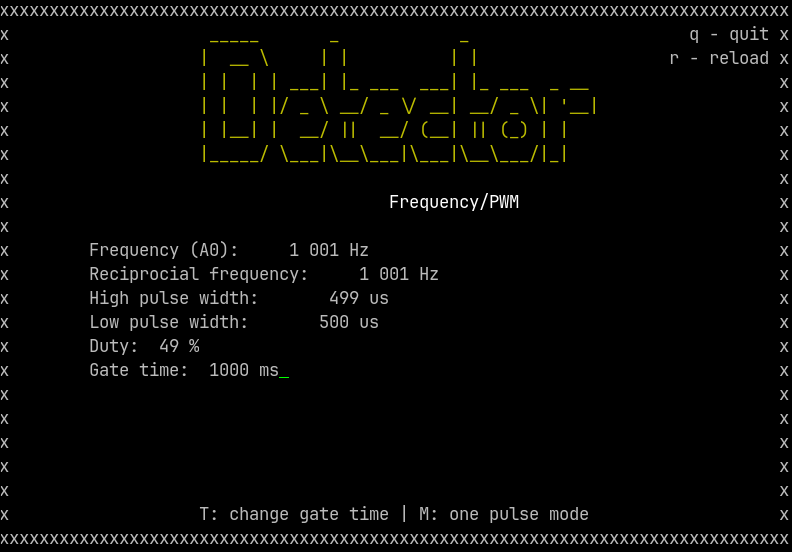 xxxxxxxxxxxxxxxxxxxxxxxxxxxxxxxxxxxxxxxxxxxxxxxxxxxxxxxxxxxxxxxxxxxxxxxxxxxxxxx
q - quit
r - reload
Detector
Frequency/PWM
Frequency (A0):     1 001 Hz
Reciprocial frequency:     1 001 Hz
High pulse width:       499 us
Low pulse width:       500 us
Duty:  49 %
Gate time:  1000 ms_
T: change gate time | M: one pulse mode
xxxxxxxxxxxxxxxxxxxxxxxxxxxxxxxxxxxxxxxxxxxxxxxxxxxxxxxxxxxxxxxxxxxxxxxxxxxxxxx